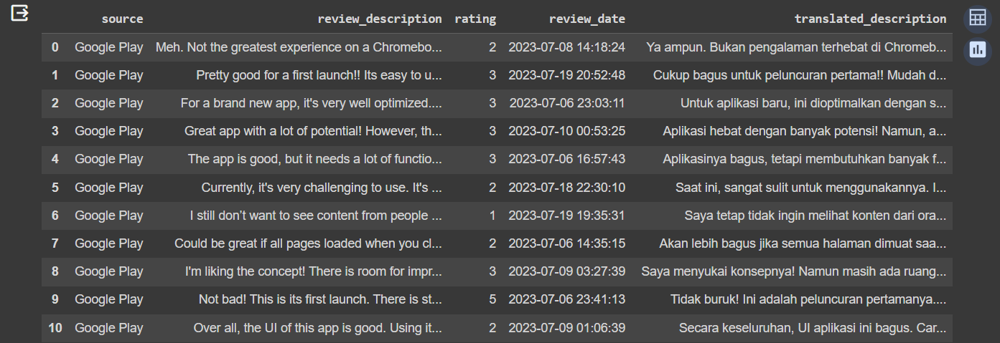 source review_description rating review_date translated_description
0 Google Play Meh. Not the greatest experience on a Chromebo... 2 2023-07-08 14:18:24 Ya ampun. Bukan pengalaman terhebat di Chromeb...
1 Google Play Pretty good for a first launch!! Its easy to u... 3 2023-07-19 20:52:48 Cukup bagus untuk peluncuran pertama!! Mudah d...
2 Google Play For a brand new app, it's very well optimized.... 3 2023-07-06 23:03:11 Untuk aplikasi baru, ini dioptimalkan dengan s...
3 Google Play Great app with a lot of potential! However, th... 3 2023-07-10 00:53:25 Aplikasi hebat dengan banyak potensi! Namun, a...
4 Google Play The app is good, but it needs a lot of functio... 3 2023-07-06 16:57:43 Aplikasinya bagus, tetapi membutuhkan banyak f...
5 Google Play Currently, it's very challenging to use. It's ... 2 2023-07-18 22:30:10 Saat ini, sangat sulit untuk menggunakannya. I...
6 Google Play I still don’t want to see content from people ... 1 2023-07-19 19:35:31 Saya tetap tidak ingin melihat konten dari ora...
7 Google Play Could be great if all pages loaded when you cl... 2 2023-07-06 14:35:15 Akan lebih bagus jika semua halaman dimuat saa...
8 Google Play I'm liking the concept! There is room for impr... 3 2023-07-09 03:27:39 Saya menyukai konsepnya! Namun masih ada ruang...
9 Google Play Not bad! This is its first launch. There is st... 5 2023-07-06 23:41:13 Tidak buruk! Ini adalah peluncuran pertamanya....
10 Google Play Over all, the UI of this app is good. Using it... 2 2023-07-09 01:06:39 Secara keseluruhan, UI aplikasi ini bagus. Car...